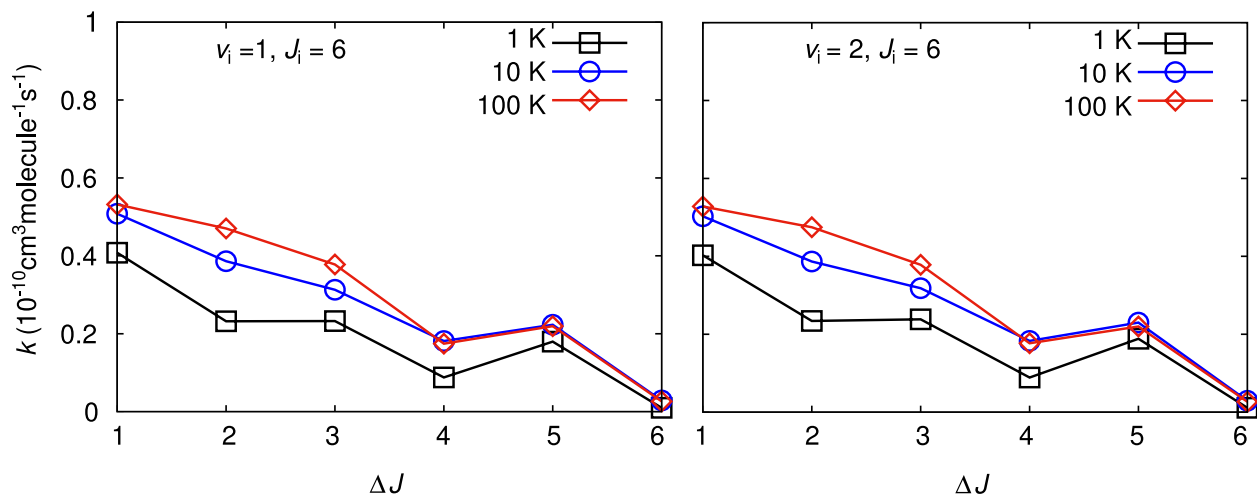 k (10⁻¹⁰cm³molecule⁻¹s⁻¹)
1
0.8
0.6
0.4
0.2
0
vᵢ =1, Jᵢ = 6
1 K
10 K
100 K
1 2 3 4 5 6
ΔJ
vᵢ = 2, Jᵢ = 6
1 K
10 K
100 K
1 2 3 4 5 6
ΔJ